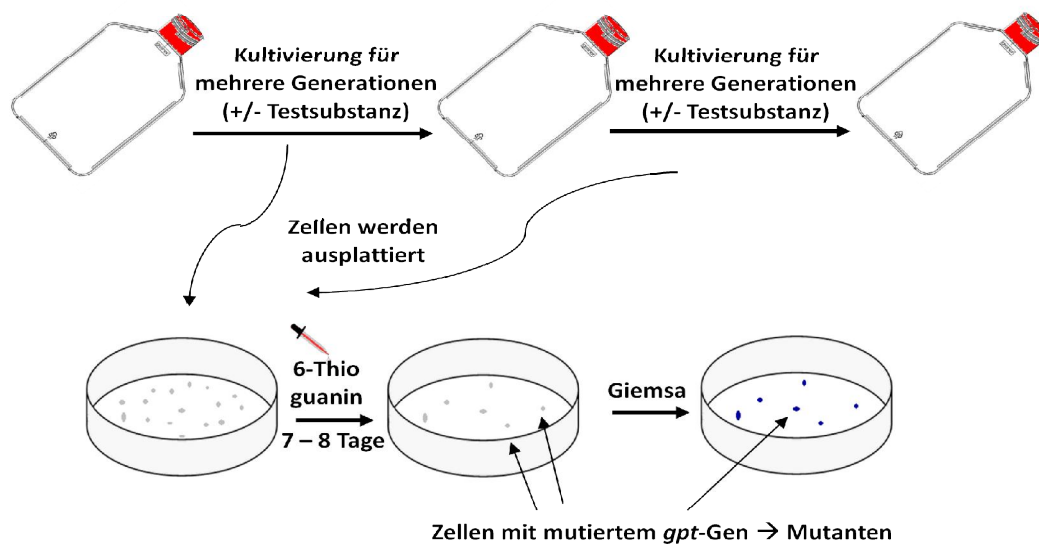 Kultivierung für
mehrere Generationen
(+/- Testsubstanz)
Kultivierung für
mehrere Generationen
(+/- Testsubstanz)
Zellen werden
ausplattiert
6-Thio
guanin
7 – 8 Tage
Giemsa
Zellen mit mutiertem gpt-Gen → Mutanten